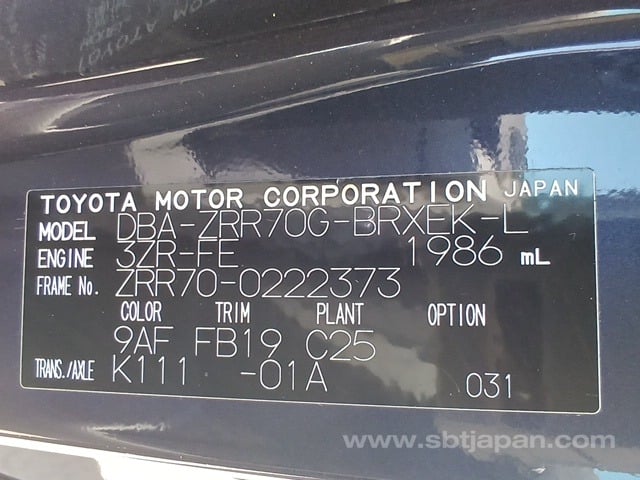 TOYOTA MOTOR CORPORATION JAPAN
MODEL DBA-ZRR70G-BRXEK-L
ENGINE 3ZR-FE 1986 mL
FRAME No. ZRR70-0222373
COLOR TRIM PLANT OPTION
9AF FB19 C25
TRANS./AXLE K111 -01A 031
www.sbtjapan.com